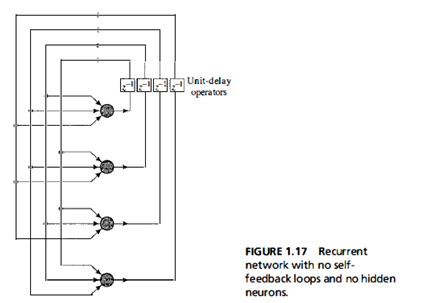 z⁻¹ z⁻¹ z⁻¹ z⁻¹ Unit-delay
operators
FIGURE 1.17 Recurrent
network with no self-
feedback loops and no hidden
neurons.